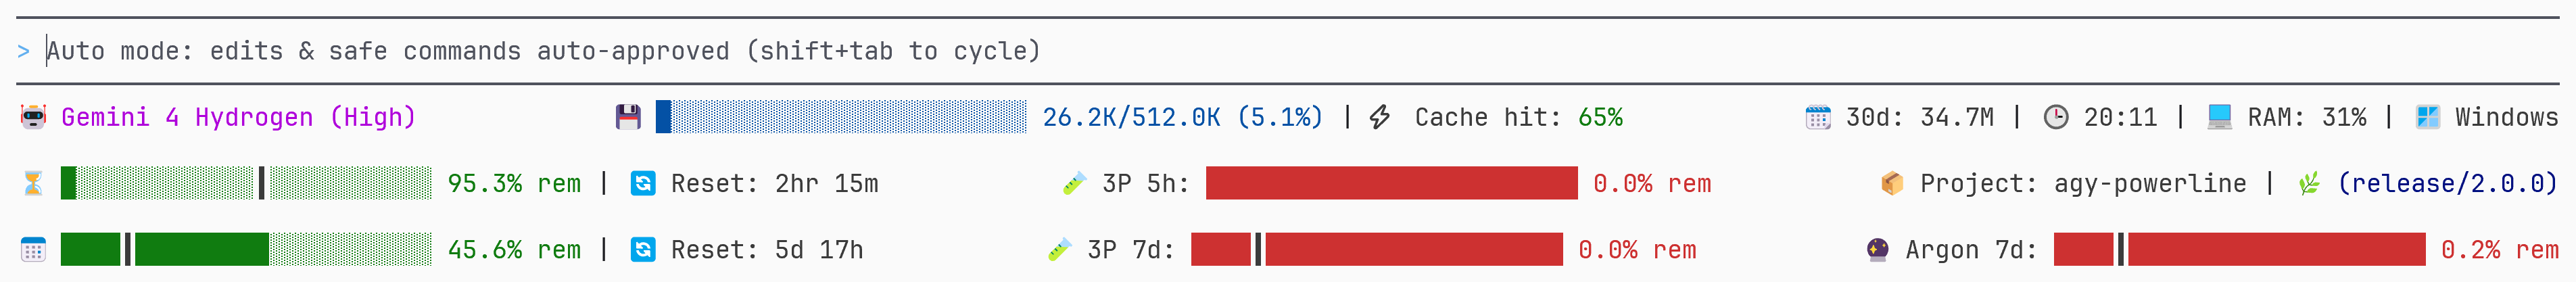 > Auto mode: edits & safe commands auto-approved (shift+tab to cycle)
Gemini 4 Hydrogen (High) 26.2K/512.0K (5.1%) | Cache hit: 65% 30d: 34.7M | 20:11 | RAM: 31% | Windows
95.3% rem | Reset: 2hr 15m 3P 5h: 0.0% rem Project: agy-powerline | (release/2.0.0)
45.6% rem | Reset: 5d 17h 3P 7d: 0.0% rem Argon 7d: 0.2% rem